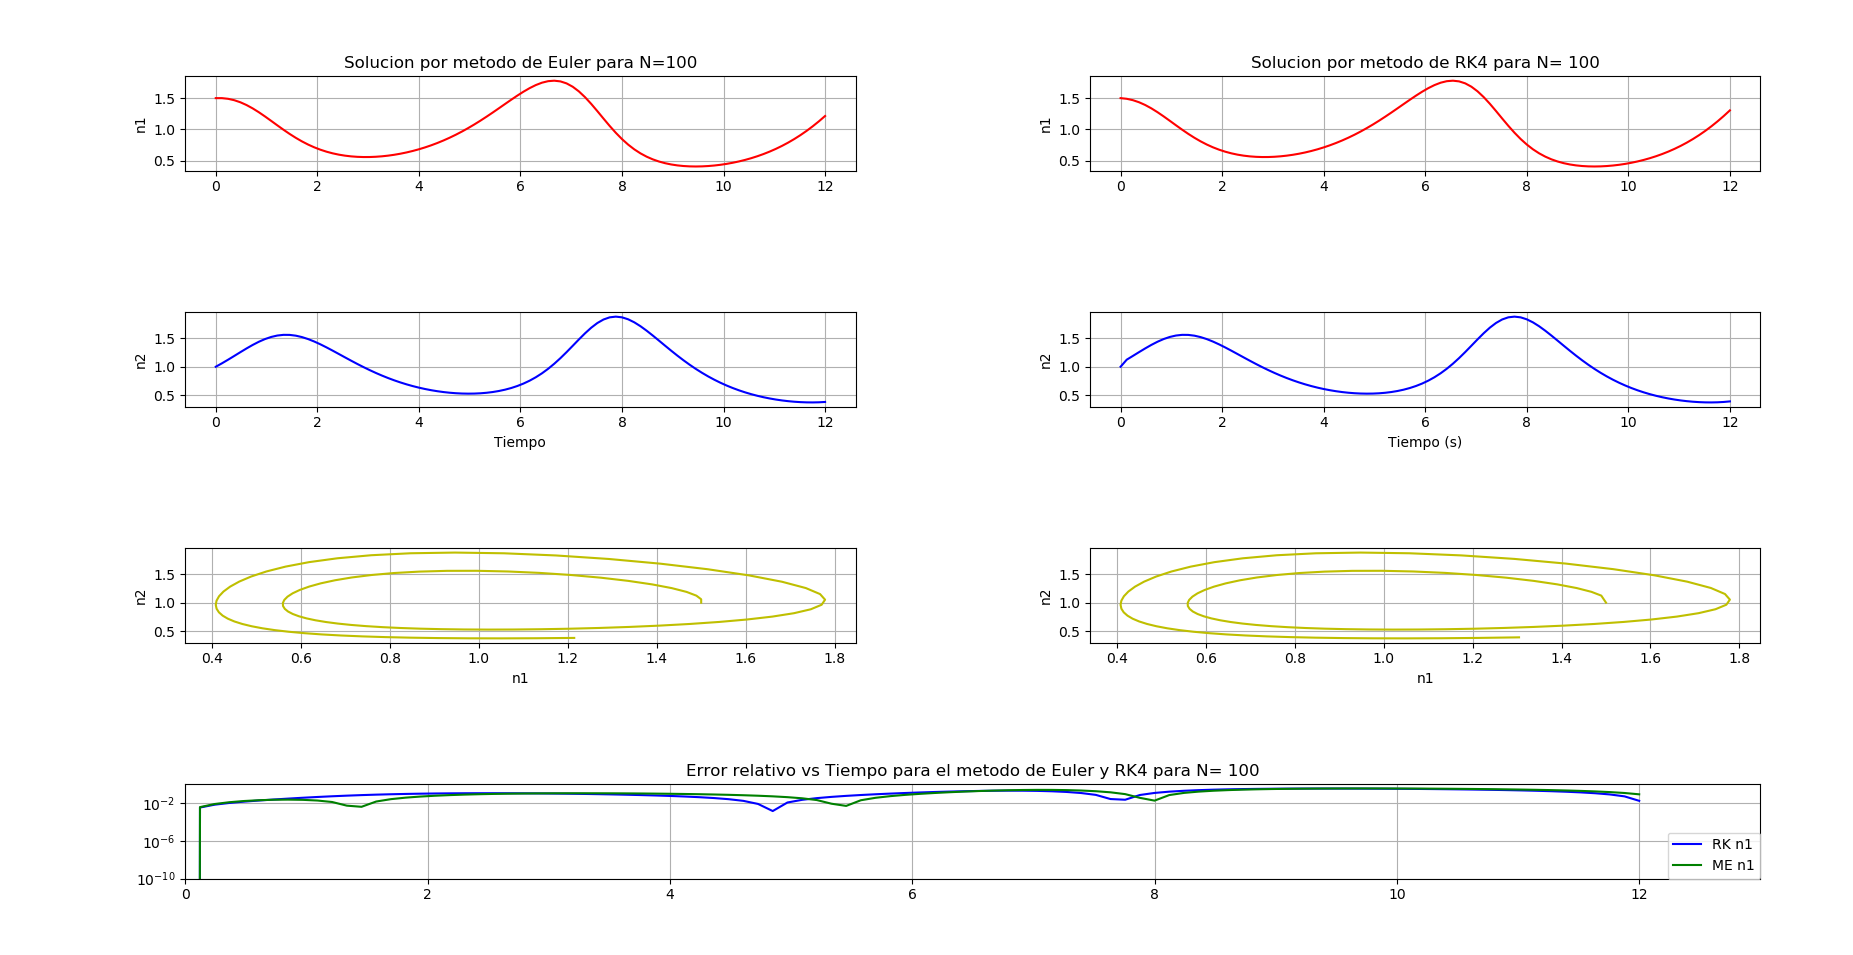 Solucion por metodo de Euler para N=100
n1
1.5
1.0
0.5
0 2 4 6 8 10 12
Solucion por metodo de RK4 para N= 100
n1
1.5
1.0
0.5
0 2 4 6 8 10 12
n2
1.5
1.0
0.5
0 2 4 6 8 10 12
Tiempo
n2
1.5
1.0
0.5
0 2 4 6 8 10 12
Tiempo (s)
n2
1.5
1.0
0.5
0.4 0.6 0.8 1.0 1.2 1.4 1.6 1.8
n1
n2
1.5
1.0
0.5
0.4 0.6 0.8 1.0 1.2 1.4 1.6 1.8
n1
Error relativo vs Tiempo para el metodo de Euler y RK4 para N= 100
10⁻²
10⁻⁶
10⁻¹⁰
0 2 4 6 8 10 12
RK n1
ME n1